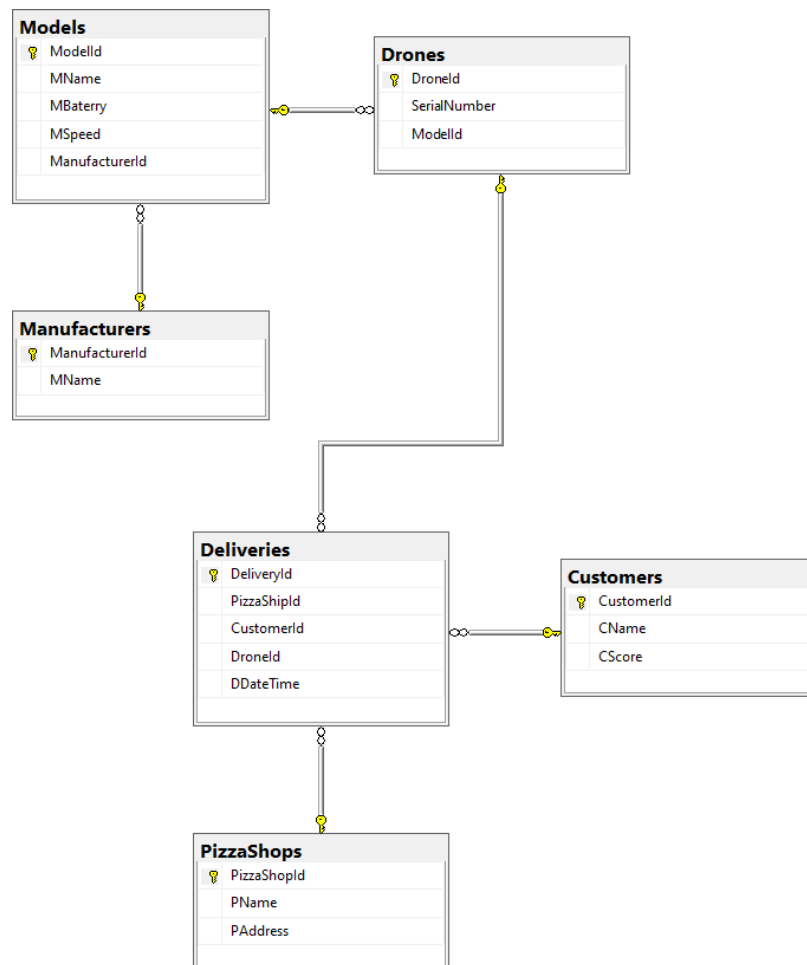 Models
ModelId
MName
MBaterry
MSpeed
ManufacturerId
Drones
DroneId
SerialNumber
ModelId
Manufacturers
ManufacturerId
MName
Deliveries
DeliveryId
PizzaShipId
CustomerId
DroneId
DDateTime
Customers
CustomerId
CName
CScore
PizzaShops
PizzaShopId
PName
PAddress